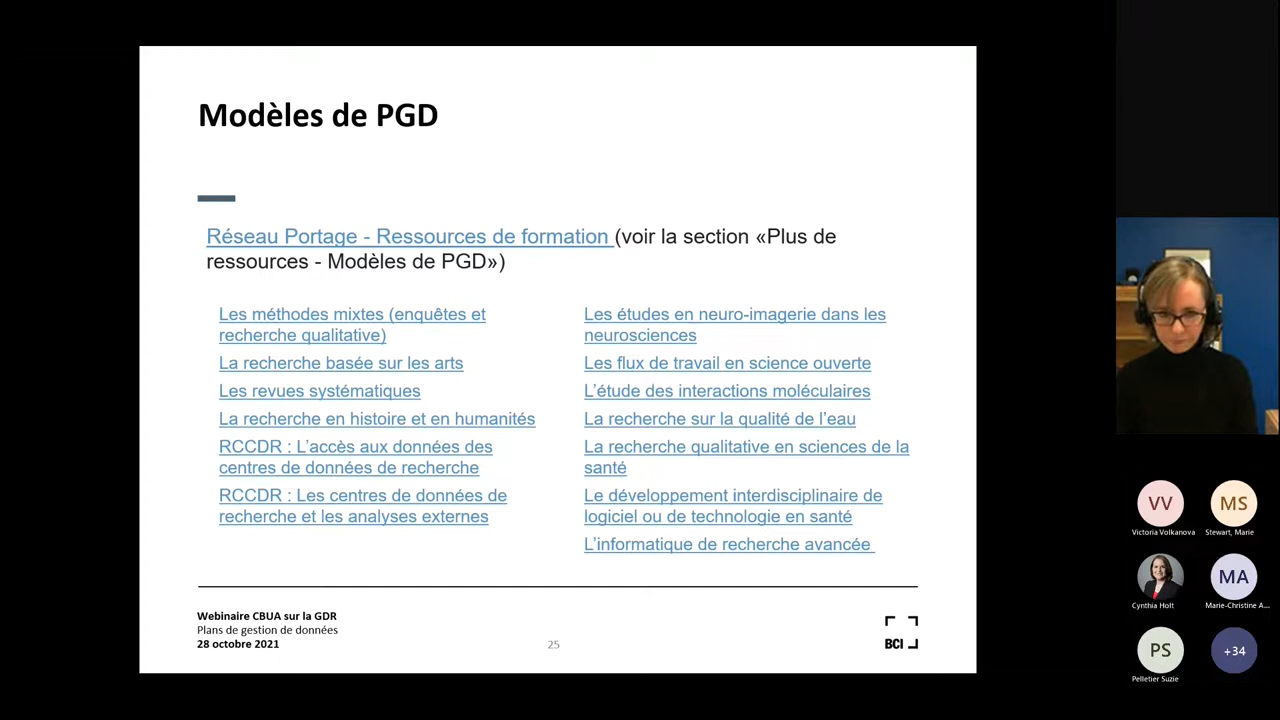 Modèles de PGD
Réseau Portage - Ressources de formation (voir la section «Plus de
ressources - Modèles de PGD»)
Les méthodes mixtes (enquêtes et
recherche qualitative)
La recherche basée sur les arts
Les revues systématiques
La recherche en histoire et en humanités
RCCDR : L’accès aux données des
centres de données de recherche
RCCDR : Les centres de données de
recherche et les analyses externes
Les études en neuro-imagerie dans les
neurosciences
Les flux de travail en science ouverte
L’étude des interactions moléculaires
La recherche sur la qualité de l’eau
La recherche qualitative en sciences de la
santé
Le développement interdisciplinaire de
logiciel ou de technologie en santé
L’informatique de recherche avancée
Webinaire CBUA sur la GDR
Plans de gestion de données
28 octobre 2021
25
BCI
VV
Victoria Volkanova
MS
Stewart, Marie
Cynthia Holt
MA
Marie-Christine A...
PS
Pelletier Suzie
+34